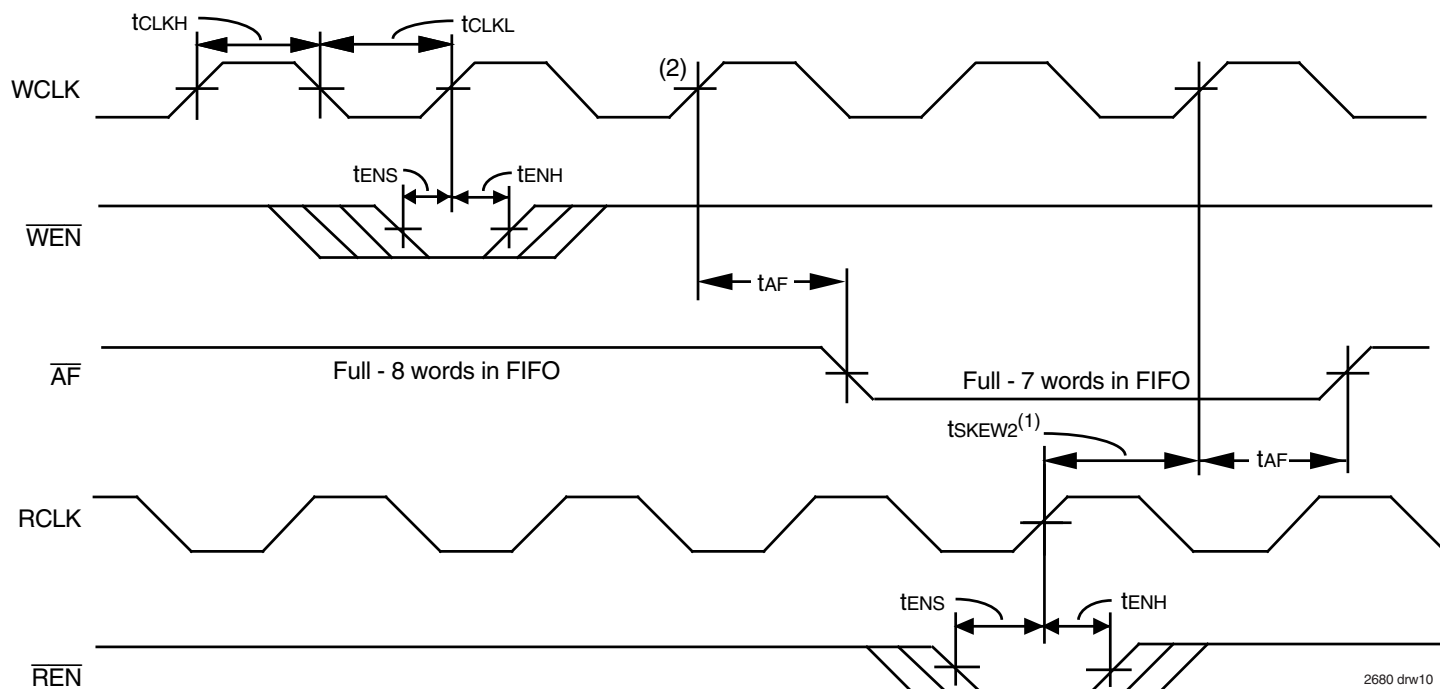 tCLKH
tCLKL
WCLK
(2)
tENS
tENH
WEN
tAF
AF
Full - 8 words in FIFO
Full - 7 words in FIFO
tSKEW2(1)
tAF
RCLK
tENS
tENH
REN
2680 drw10